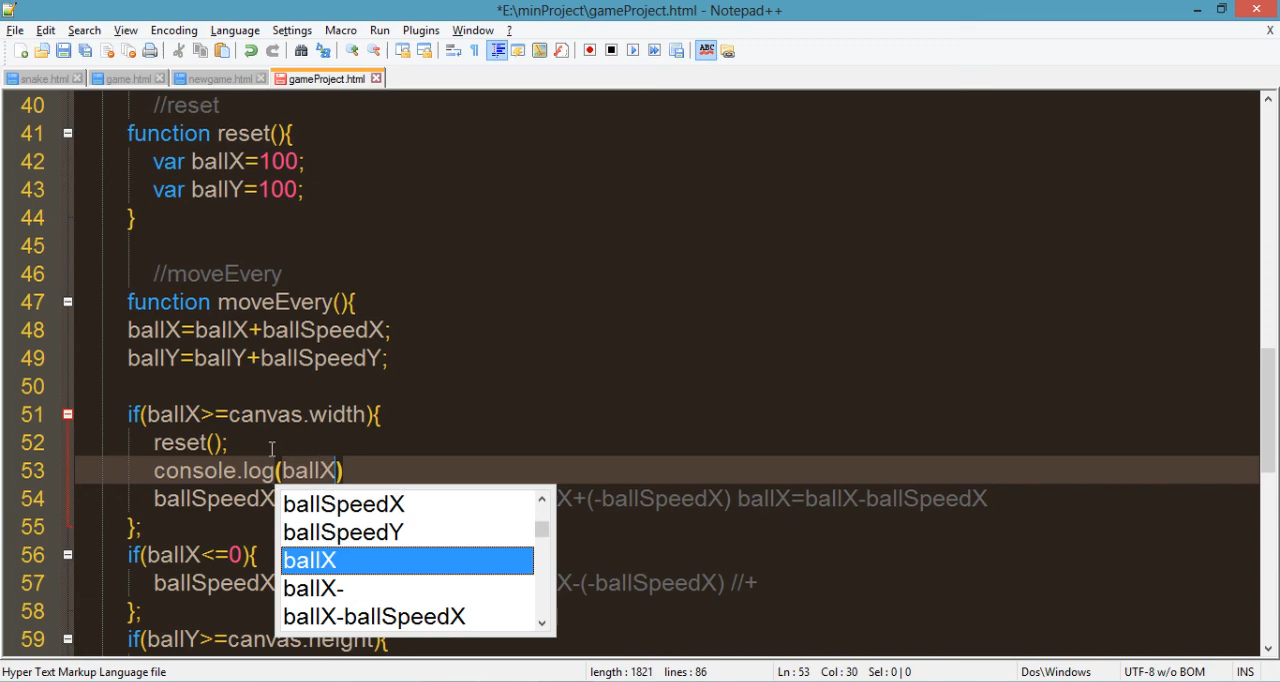 *E:\minProject\gameProject.html - Notepad++
File Edit Search View Encoding Language Settings Macro Run Plugins Window ?
X
snake.html game.html newgame.html gameProject.html
40 //reset
41 function reset(){
42 var ballX=100;
43 var ballY=100;
44 }
45
46 //moveEvery
47 function moveEvery(){
48 ballX=ballX+ballSpeedX;
49 ballY=ballY+ballSpeedY;
50
51 if(ballX>=canvas.width){
52 reset();
53 console.log(ballX)
54 ballSpeedX X+(-ballSpeedX) ballX=ballX-ballSpeedX
55 };
56 if(ballX<=0){
57 ballSpeedX X-(-ballSpeedX) //+
58 };
59 if(ballY>=canvas.height){
ballSpeedX
ballSpeedY
ballX
ballX-
ballX-ballSpeedX
Hyper Text Markup Language file length : 1821 lines : 86 Ln : 53 Col : 30 Sel : 0 | 0 Dos\Windows UTF-8 w/o BOM INS